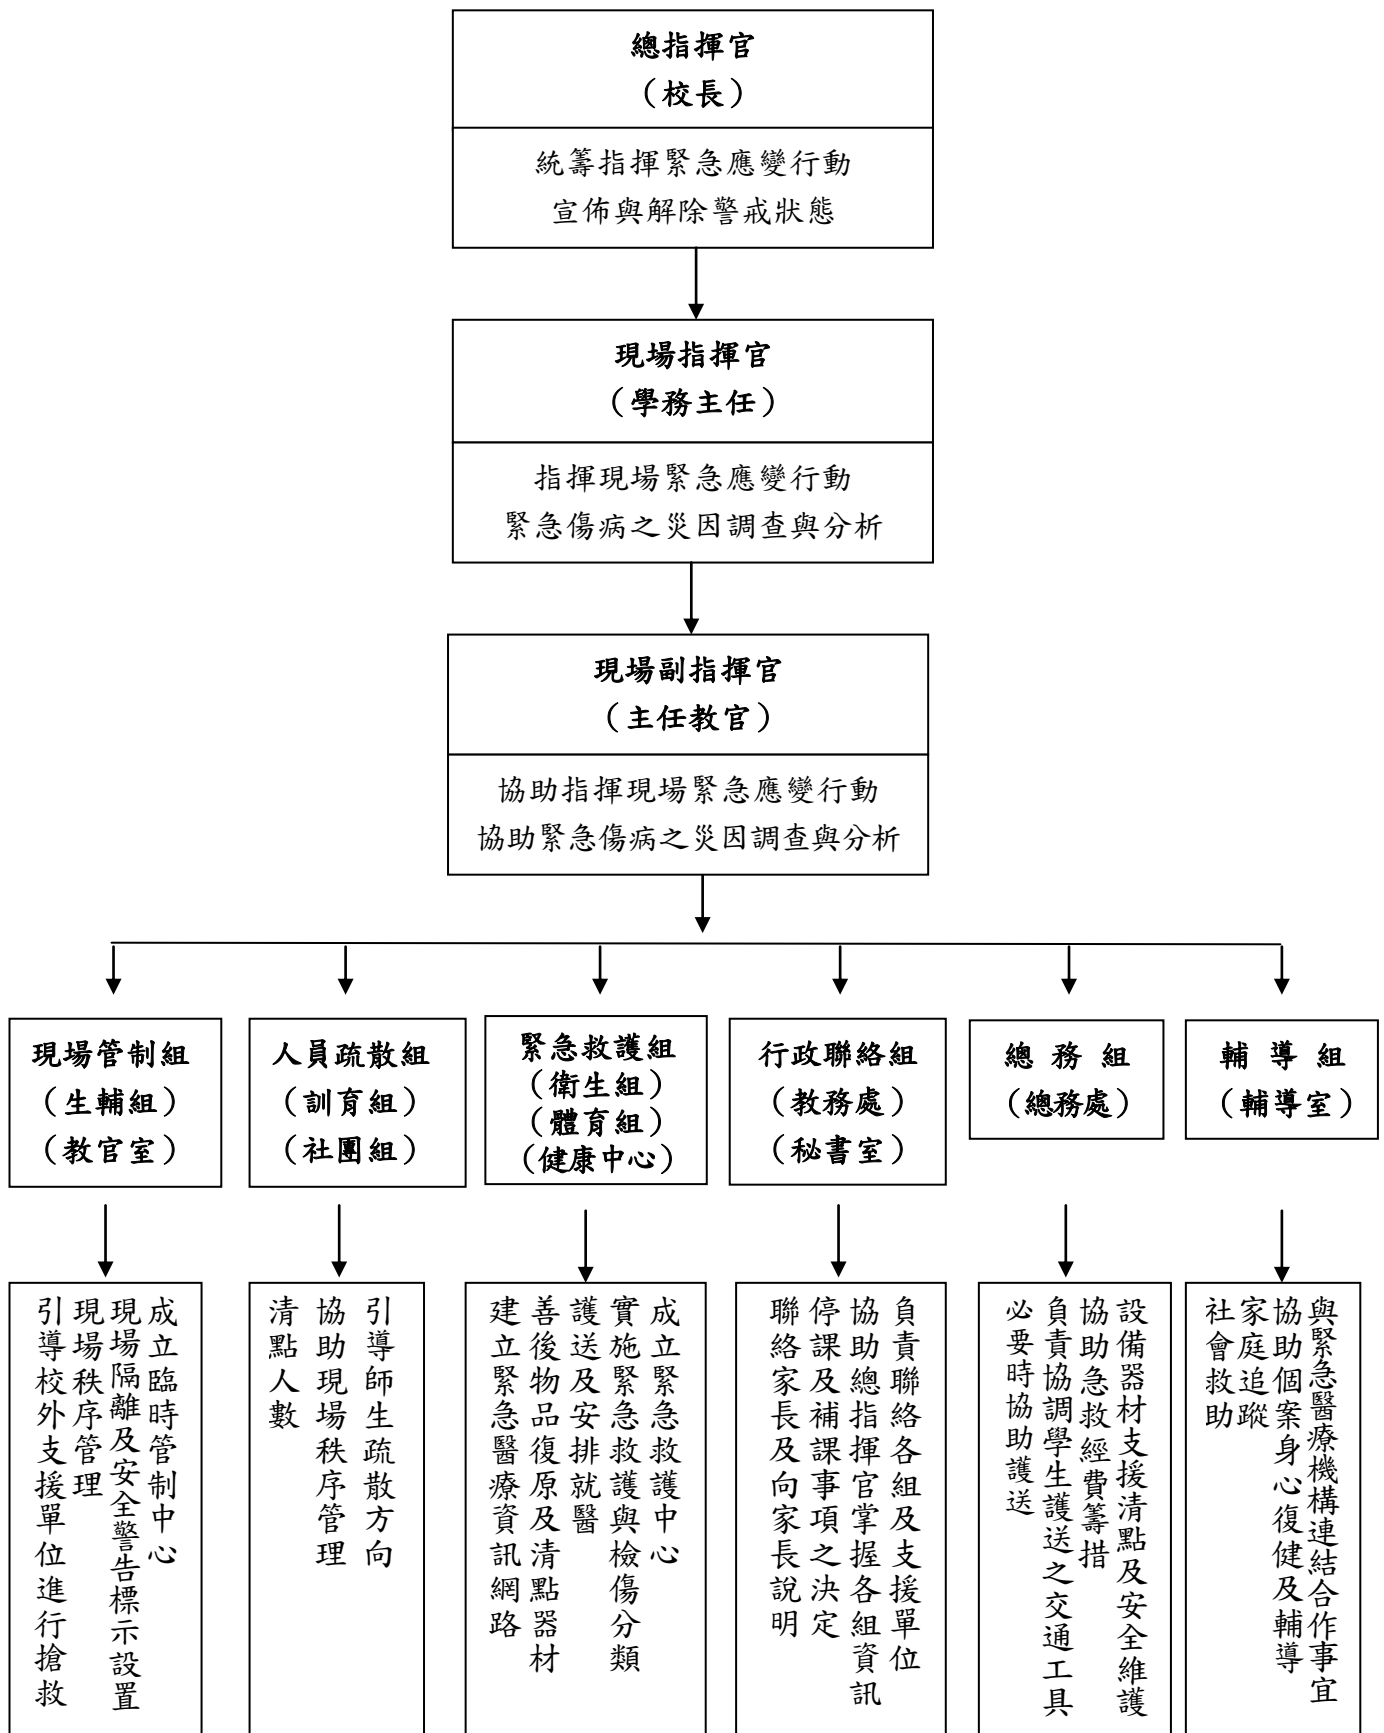 總指揮官
（校長）
統籌指揮緊急應變行動
宣佈與解除警戒狀態
現場指揮官
（學務主任）
指揮現場緊急應變行動
緊急傷病之災因調查與分析
現場副指揮官
（主任教官）
協助指揮現場緊急應變行動
協助緊急傷病之災因調查與分析
現場管制組
（生輔組）
（教官室）
人員疏散組
（訓育組）
（社團組）
緊急救護組
（衛生組）
（體育組）
（健康中心）
行政聯絡組
（教務處）
（秘書室）
總務組
（總務處）
輔導組
（輔導室）
成立臨時管制中心
現場隔離及安全警告標示設置
現場秩序管理
引導校外支援單位進行搶救
引導師生疏散方向
協助現場秩序管理
清點人數
成立緊急救護中心
實施緊急救護與檢傷分類
護送及安排就醫
善後物品復原及清點器材
建立緊急醫療資訊網路
負責聯絡各組及支援單位
協助總指揮官掌握各組資訊
停課及補課事項之決定
聯絡家長及向家長說明
設備器材支援清點及安全維護
協助急救經費籌措
負責協調學生護送之交通工具
必要時協助護送
與緊急醫療機構連結合作事宜
協助個案身心復健及輔導
家庭追蹤
社會救助